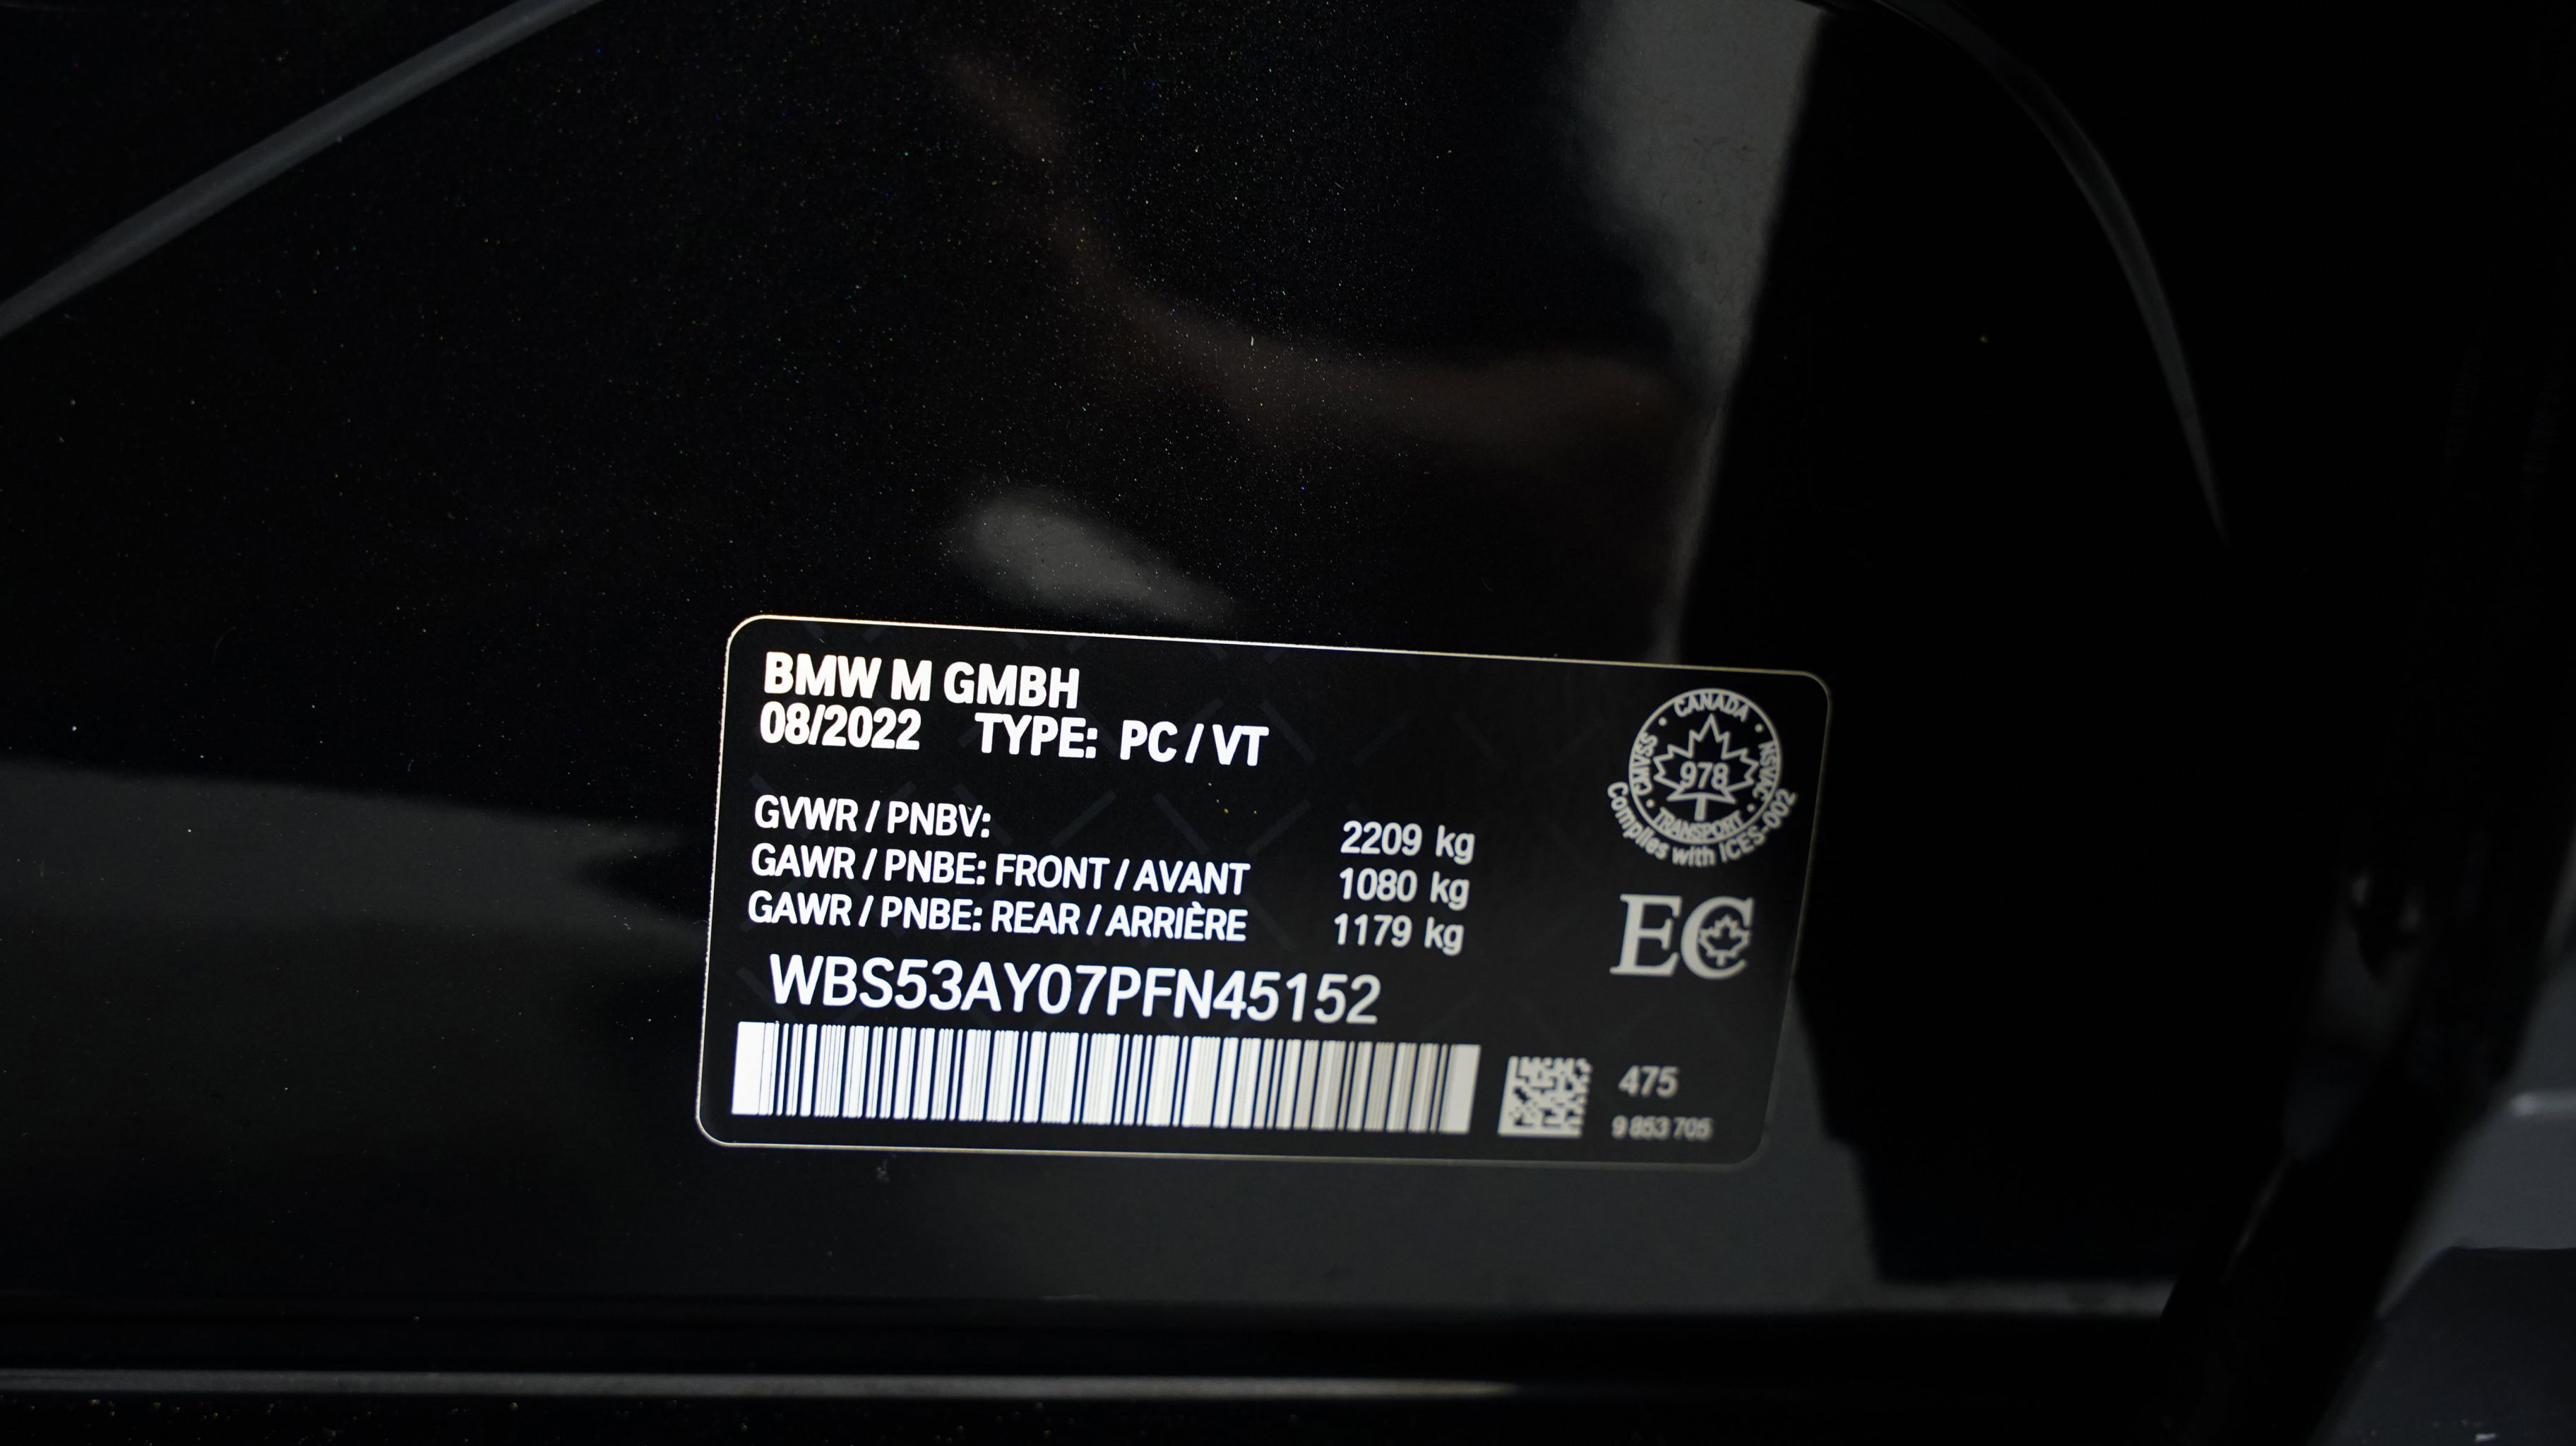 BMW M GMBH
08/2022 TYPE: PC / VT
GVWR / PNBV: 2209 kg
GAWR / PNBE: FRONT / AVANT 1080 kg
GAWR / PNBE: REAR / ARRIÈRE 1179 kg
WBS53AY07PFN45152
CANADA
NSVAC
TRANSPORT
CMVSS
978
Complies with ICES-002
EC
475
9 853 705